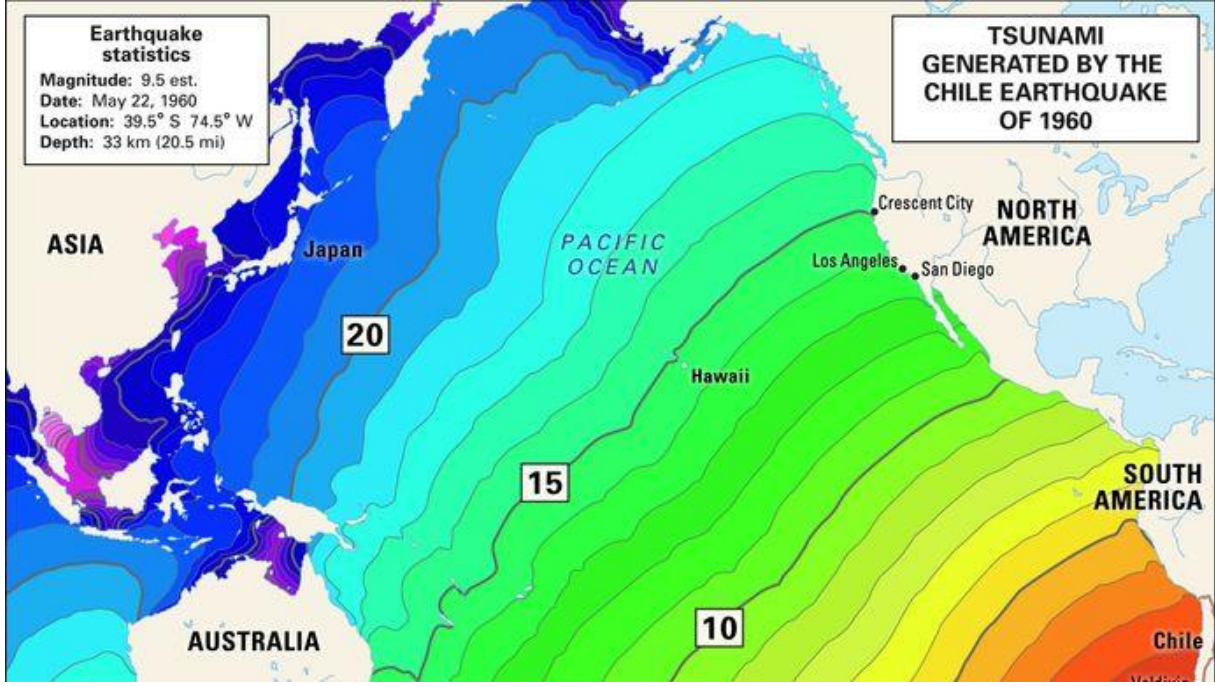 Earthquake
statistics
Magnitude: 9.5 est.
Date: May 22, 1960
Location: 39.5° S 74.5° W
Depth: 33 km (20.5 mi)
TSUNAMI
GENERATED BY THE
CHILE EARTHQUAKE
OF 1960
ASIA
Japan
PACIFIC
OCEAN
Crescent City
NORTH
AMERICA
Los Angeles
San Diego
20
Hawaii
15
SOUTH
AMERICA
10
AUSTRALIA
Chile
Valdivia